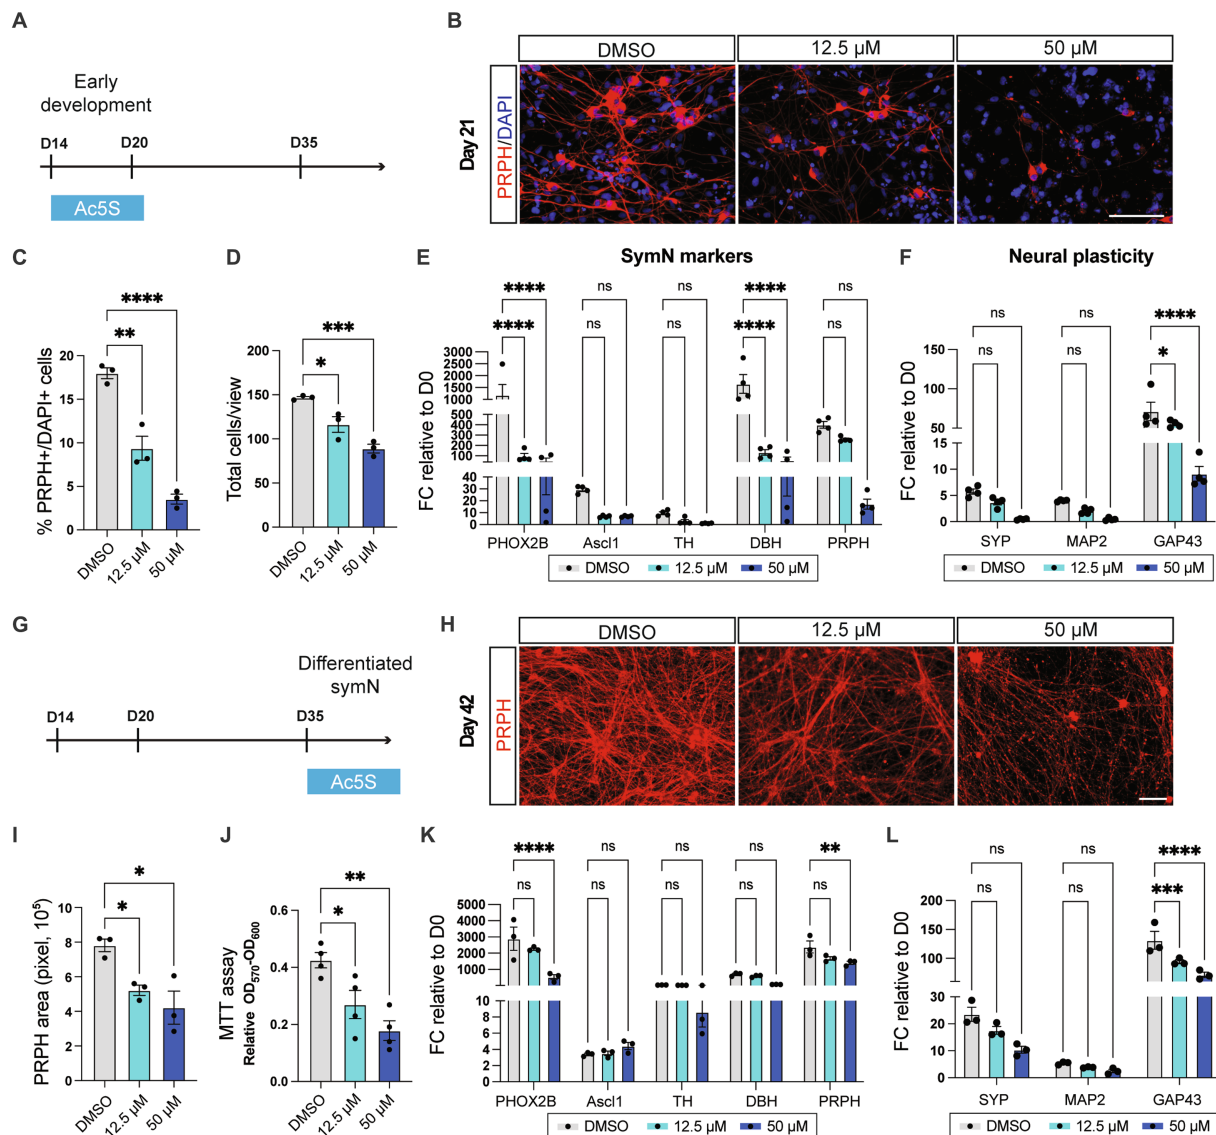 A
Early
development
D14
D20
D35
Ac5S
B
DMSO
12.5 µM
50 µM
Day 21
PRPH/DAPI
C
% PRPH+/DAPI+ cells
20
15
10
5
0
**
****
DMSO
12.5 µM
50 µM
D
Total cells/view
200
150
100
50
0
*
***
DMSO
12.5 µM
50 µM
E
SymN markers
FC relative to D0
3000
2500
2000
1500
1000
500
400
300
200
100
40
30
20
10
0
****
****
ns
ns
ns
ns
****
****
ns
ns
PHOX2B
Ascl1
TH
DBH
PRPH
DMSO
12.5 µM
50 µM
F
Neural plasticity
FC relative to D0
150
100
50
15
10
5
0
ns
ns
ns
ns
****
*
SYP
MAP2
GAP43
DMSO
12.5 µM
50 µM
G
Differentiated
symN
D14
D20
D35
Ac5S
H
DMSO
12.5 µM
50 µM
Day 42
PRPH
I
PRPH area (pixel, 10⁵)
10
8
6
4
2
0
*
*
DMSO
12.5 µM
50 µM
J
MTT assay
Relative OD₅₇₀-OD₆₀₀
0.6
0.4
0.2
0.0
**
*
DMSO
12.5 µM
50 µM
K
FC relative to D0
5000
4000
3000
2000
1000
10
8
6
4
2
0
****
ns
ns
ns
ns
ns
ns
ns
**
ns
PHOX2B
Ascl1
TH
DBH
PRPH
DMSO
12.5 µM
50 µM
L
FC relative to D0
200
150
100
50
30
20
10
0
ns
ns
ns
ns
****
***
SYP
MAP2
GAP43
DMSO
12.5 µM
50 µM